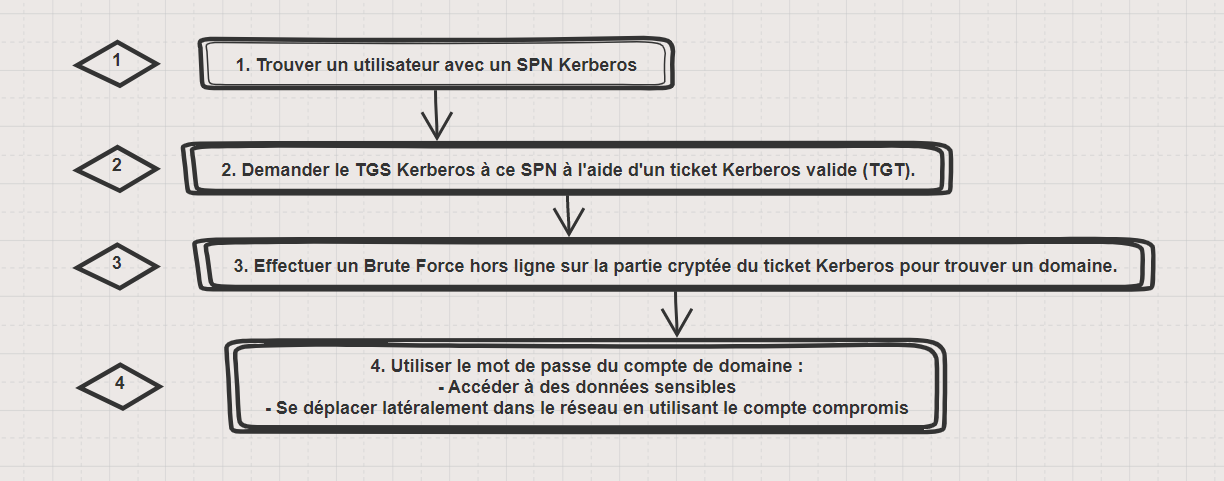 1
1. Trouver un utilisateur avec un SPN Kerberos
2
2. Demander le TGS Kerberos à ce SPN à l'aide d'un ticket Kerberos valide (TGT).
3
3. Effectuer un Brute Force hors ligne sur la partie cryptée du ticket Kerberos pour trouver un domaine.
4
4. Utiliser le mot de passe du compte de domaine :
- Accéder à des données sensibles
- Se déplacer latéralement dans le réseau en utilisant le compte compromis